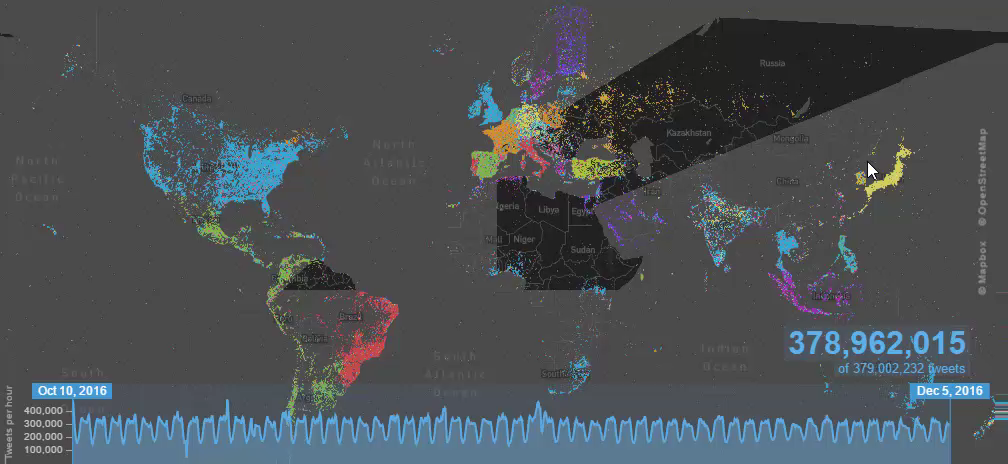 Canada
Russia
Kazakhstan
Mongolia
China
North
Pacific
Ocean
North
Atlantic
Ocean
Libya
Egypt
Mali
Niger
Sudan
Brazil
Bolivia
South
South
Atlantic
Ocean
Indian
Ocean
South
© Mapbox © OpenStreetMap
378,962,015
of 379,002,232 tweets
Oct 10, 2016
Dec 5, 2016
Tweets per hour
400,000
300,000
200,000
100,000